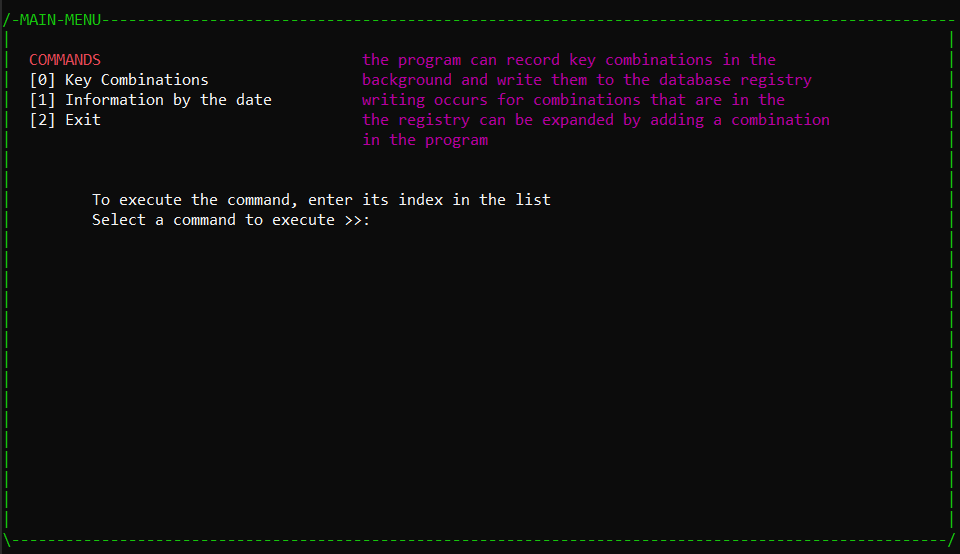 /-MAIN-MENU-----------------------------------------------------------------------------------------------
COMMANDS
[0] Key Combinations
[1] Information by the date
[2] Exit
the program can record key combinations in the
background and write them to the database registry
writing occurs for combinations that are in the
the registry can be expanded by adding a combination
in the program
To execute the command, enter its index in the list
Select a command to execute >>: